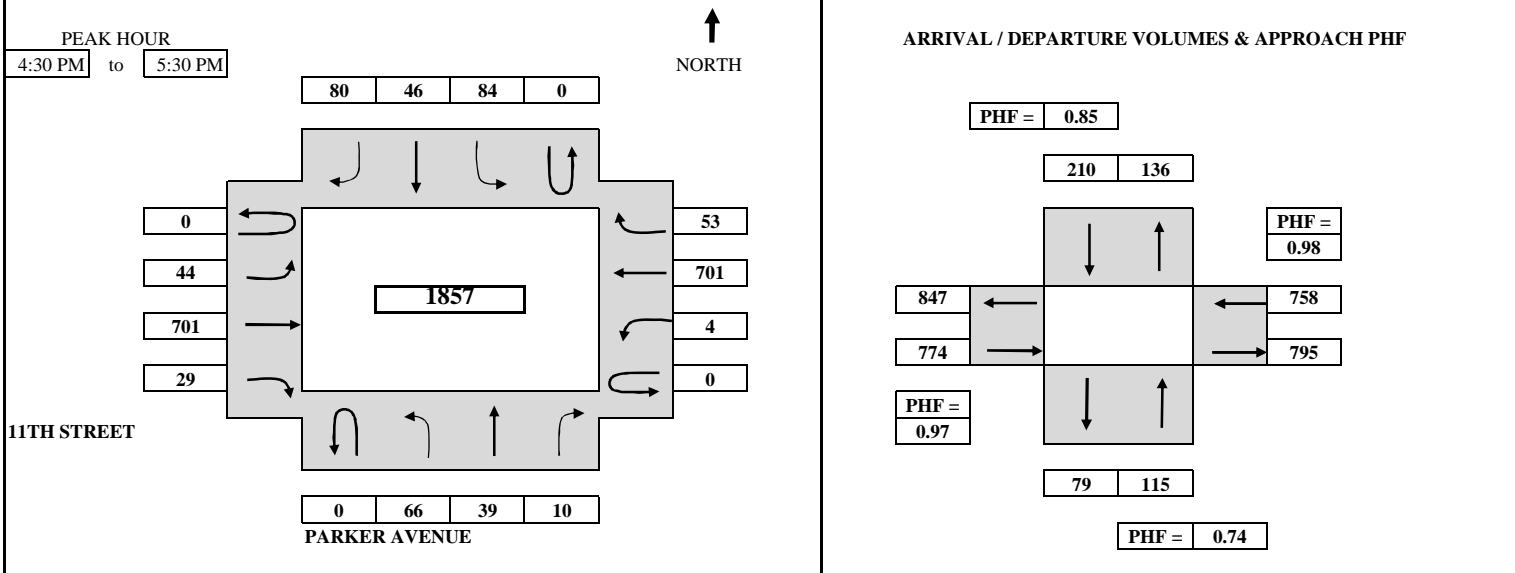 PEAK HOUR
4:30 PM to 5:30 PM
NORTH
80 46 84 0
0
44
701
29
1857
53
701
4
0
11TH STREET
0 66 39 10
PARKER AVENUE
ARRIVAL / DEPARTURE VOLUMES & APPROACH PHF
PHF = 0.85
210 136
PHF =
0.98
847
774
758
795
PHF =
0.97
79 115
PHF = 0.74